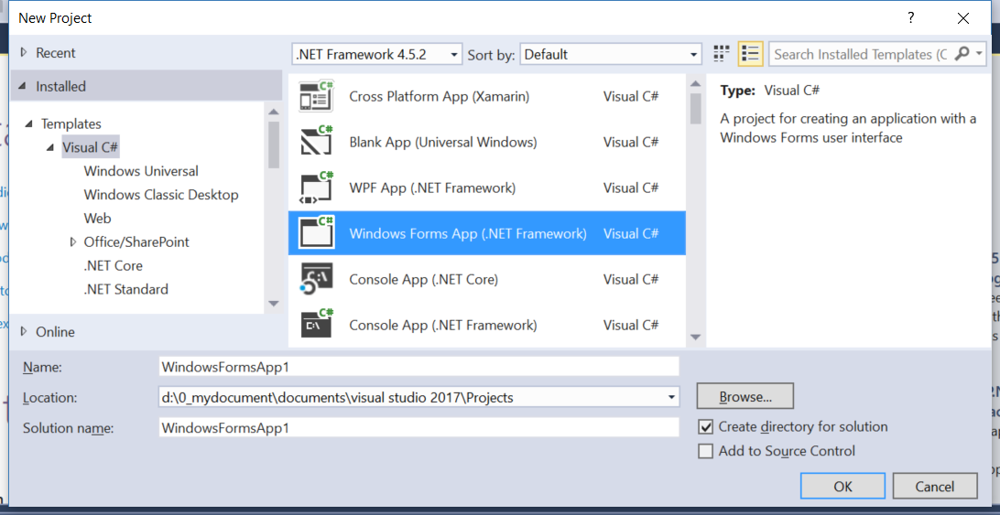 New Project
?
Recent
.NET Framework 4.5.2
Sort by:
Default
Search Installed Templates (C
Installed
Templates
Visual C#
Windows Universal
Windows Classic Desktop
Web
Office/SharePoint
.NET Core
.NET Standard
Online
C# Cross Platform App (Xamarin) Visual C#
C# Blank App (Universal Windows) Visual C#
C# WPF App (.NET Framework) Visual C#
C# Windows Forms App (.NET Framework) Visual C#
C:\ Console App (.NET Core) Visual C#
C# D:\ Console App (.NET Framework) Visual C#
Type: Visual C#
A project for creating an application with a
Windows Forms user interface
Name: WindowsFormsApp1
Location: d:\0_mydocument\documents\visual studio 2017\Projects
Browse...
Solution name: WindowsFormsApp1
Create directory for solution
Add to Source Control
OK
Cancel